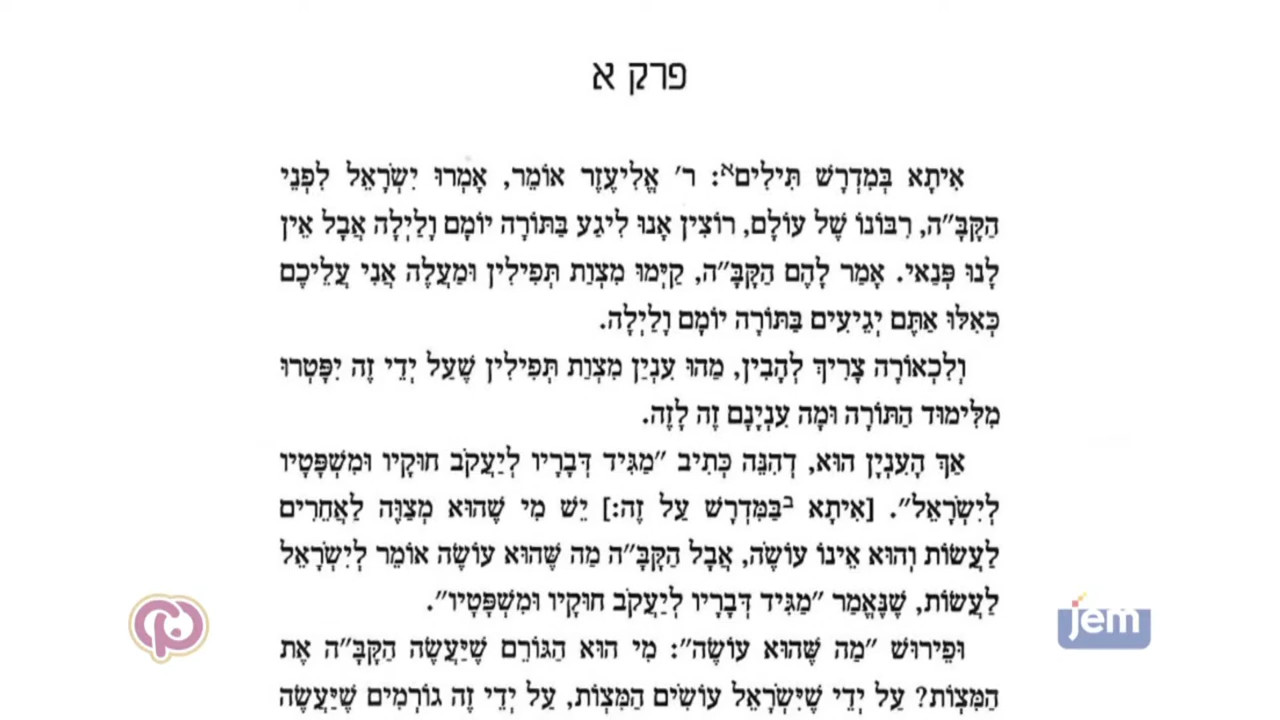 פרק א
אִיתָא בְּמִדְרָשׁ תִּילִיםא: ר׳ אֱלִיעֶזֶר אוֹמֵר, אָמְרוּ יִשְׂרָאֵל לִפְנֵי
הַקָּבָּ״ה, רִבּוֹנוֹ שֶׁל עוֹלָם, רוֹצִין אָנוּ לִיגַע בַּתּוֹרָה יוֹמָם וָלַיְלָה אֲבָל אֵין
לָנוּ פְּנַאי. אָמַר לָהֶם הַקָּבָּ״ה, קַיְּמוּ מִצְוַת תְּפִילִין וּמַעֲלֶה אֲנִי עֲלֵיכֶם
כְּאִלּוּ אַתֶּם יְגֵיעִים בַּתּוֹרָה יוֹמָם וָלַיְלָה.
וְלִכְאוֹרָה צָרִיךְ לְהָבִין, מַהוּ עִנְיַן מִצְוַת תְּפִילִין שֶׁעַל יְדֵי זֶה יִפָּטְרוּ
מִלִּימוּד הַתּוֹרָה וּמָה עִנְיָנָם זֶה לָזֶה.
אַךְ הָעִנְיָן הוּא, דְהִנֵּה כְּתִיב ״מַגִּיד דְּבָרָיו לְיַעֲקֹב חוּקָיו וּמִשְׁפָּטָיו
לְיִשְׂרָאֵל״. [אִיתָא בבַּמִּדְרָשׁ עַל זֶה:] יֵשׁ מִי שֶׁהוּא מְצַוֶּה לַאֲחֵרִים
לַעֲשׂוֹת וְהוּא אֵינוֹ עוֹשֶׂה, אֲבָל הַקָּבָּ״ה מַה שֶּׁהוּא עוֹשֶׂה אוֹמֵר לְיִשְׂרָאֵל
לַעֲשׂוֹת, שֶׁנֶּאֱמַר ״מַגִּיד דְּבָרָיו לְיַעֲקֹב חוּקָיו וּמִשְׁפָּטָיו״.
וּפֵירוּשׁ ״מַה שֶּׁהוּא עוֹשֶׂה״: מִי הוּא הַגּוֹרֵם שֶׁיַּעֲשֶׂה הַקָּבָּ״ה אֶת
הַמִּצְוֹת? עַל יְדֵי שֶׁיִּשְׂרָאֵל עוֹשִׂים הַמִּצְוֹת, עַל יְדֵי זֶה גוֹרְמִים שֶׁיַּעֲשֶׂה
jem